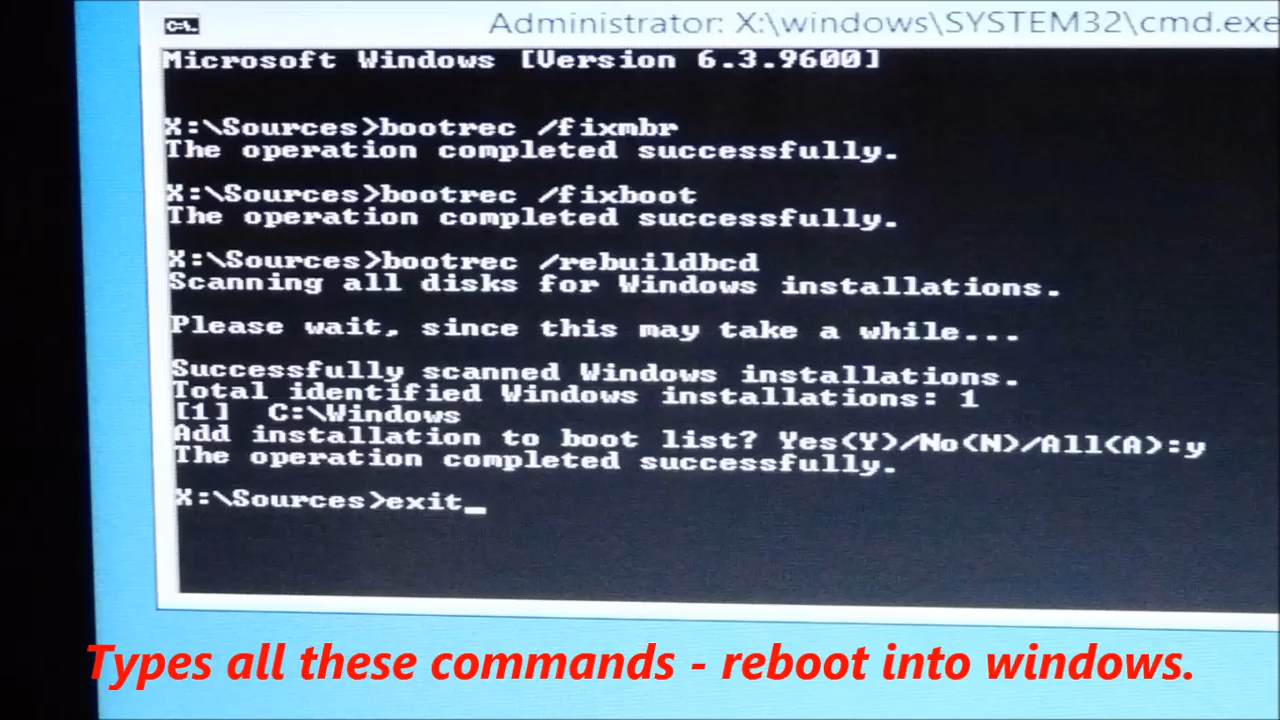 Administrator: X:\windows\SYSTEM32\cmd.exe
Microsoft Windows [Version 6.3.9600]
X:\Sources>bootrec /fixmbr
The operation completed successfully.
X:\Sources>bootrec /fixboot
The operation completed successfully.
X:\Sources>bootrec /rebuildbcd
Scanning all disks for Windows installations.
Please wait, since this may take a while...
Successfully scanned Windows installations.
Total identified Windows installations: 1
[1]  C:\Windows
Add installation to boot list? Yes(Y)/No(N)/All(A):y
The operation completed successfully.
X:\Sources>exit_
Types all these commands - reboot into windows.